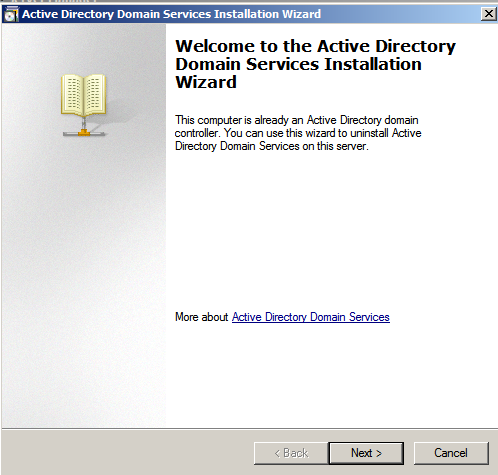 Active Directory Domain Services Installation Wizard
Welcome to the Active Directory
Domain Services Installation
Wizard
This computer is already an Active Directory domain
controller. You can use this wizard to uninstall Active
Directory Domain Services on this server.
More about Active Directory Domain Services
< Back
Next >
Cancel